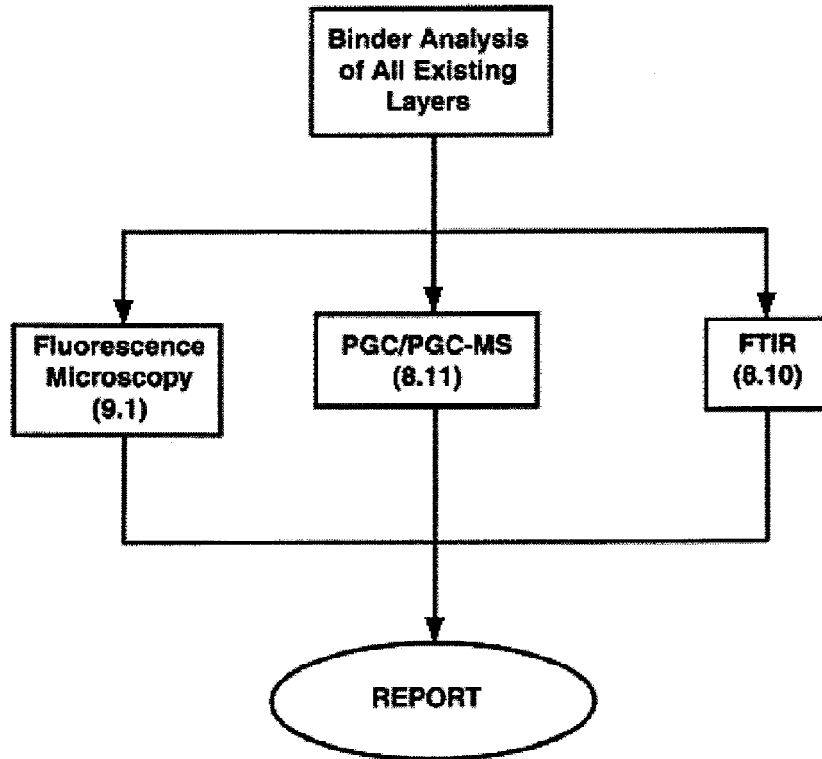 Binder Analysis
of All Existing
Layers
Fluorescence
Microscopy
(9.1)
PGC/PGC-MS
(8.11)
FTIR
(8.10)
REPORT